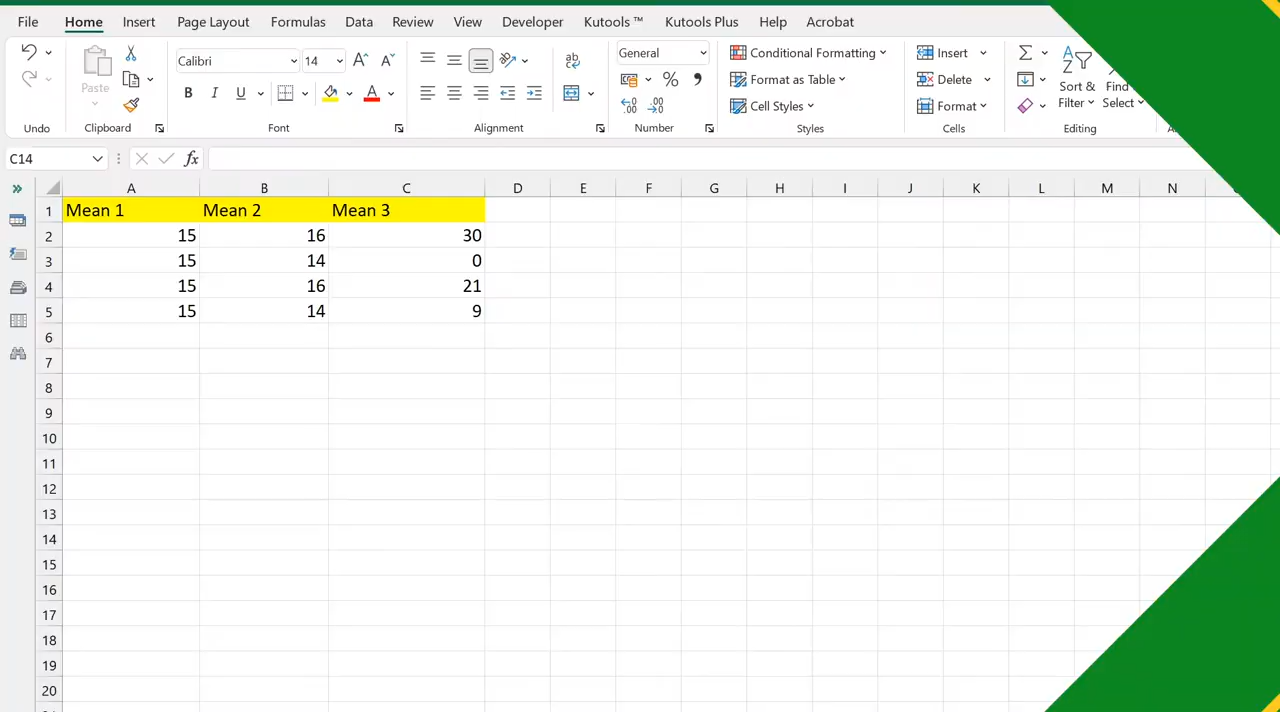 File Home Insert Page Layout Formulas Data Review View Developer Kutools ™ Kutools Plus Help Acrobat
Calibri 14 General Conditional Formatting Insert
Paste Format as Table Delete Sort & Find
B I U A Cell Styles Format Filter Select
Undo Clipboard Font Alignment Number Styles Cells Editing
C14 fx
A B C D E F G H I J K L M N
1 Mean 1 Mean 2 Mean 3
2 15 16 30
3 15 14 0
4 15 16 21
5 15 14 9
6
7
8
9
10
11
12
13
14
15
16
17
18
19
20